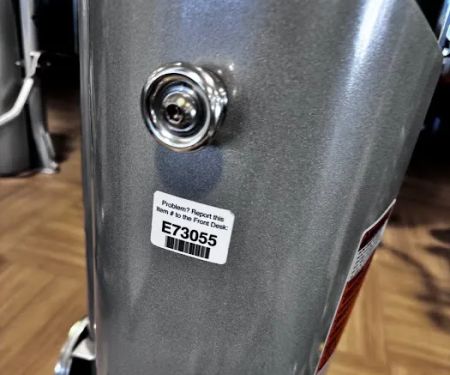 Problem? Report this
item # to the Front Desk:
E73055